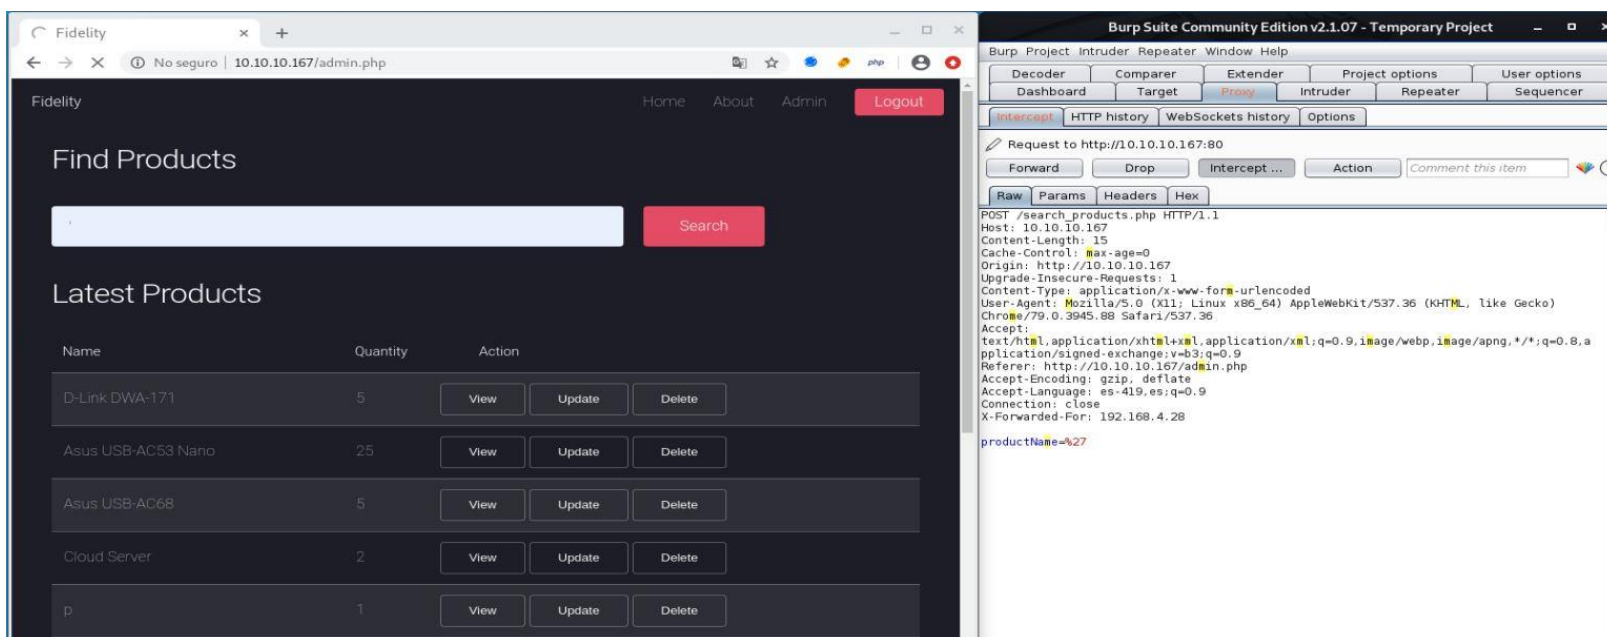 Fidelity
No seguro | 10.10.10.167/admin.php
php
Fidelity
Home About Admin Logout
Find Products
'
Search
Latest Products
Name Quantity Action
D-Link DWA-171 5 View Update Delete
Asus USB-AC53 Nano 25 View Update Delete
Asus USB-AC68 5 View Update Delete
Cloud Server 2 View Update Delete
p 1 View Update Delete
Burp Suite Community Edition v2.1.07 - Temporary Project
Burp Project Intruder Repeater Window Help
Decoder Comparer Extender Project options User options
Dashboard Target Proxy Intruder Repeater Sequencer
Intercept HTTP history WebSockets history Options
Request to http://10.10.10.167:80
Forward Drop Intercept ... Action Comment this item
Raw Params Headers Hex
POST /search_products.php HTTP/1.1
Host: 10.10.10.167
Content-Length: 15
Cache-Control: max-age=0
Origin: http://10.10.10.167
Upgrade-Insecure-Requests: 1
Content-Type: application/x-www-form-urlencoded
User-Agent: Mozilla/5.0 (X11; Linux x86_64) AppleWebKit/537.36 (KHTML, like Gecko)
Chrome/79.0.3945.88 Safari/537.36
Accept:
text/html,application/xhtml+xml,application/xml;q=0.9,image/webp,image/apng,*/*;q=0.8,a
pplication/signed-exchange;v=b3;q=0.9
Referer: http://10.10.10.167/admin.php
Accept-Encoding: gzip, deflate
Accept-Language: es-419,es;q=0.9
Connection: close
X-Forwarded-For: 192.168.4.28
productName=%27